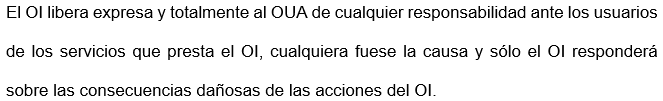 El OI libera expresa y totalmente al OUA de cualquier responsabilidad ante los usuarios
de los servicios que presta el OI, cualquiera fuese la causa y sólo el OI responderá
sobre las consecuencias dañosas de las acciones del OI.